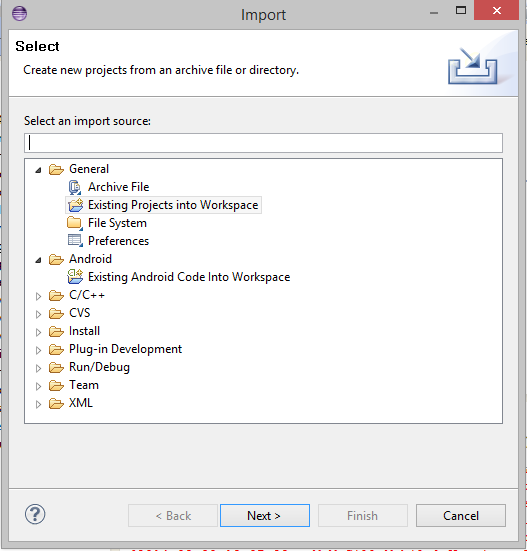 Import
Select
Create new projects from an archive file or directory.
Select an import source:
General
Archive File
Existing Projects into Workspace
File System
Preferences
Android
Existing Android Code Into Workspace
C/C++
CVS
Install
Plug-in Development
Run/Debug
Team
XML
< Back
Next >
Finish
Cancel